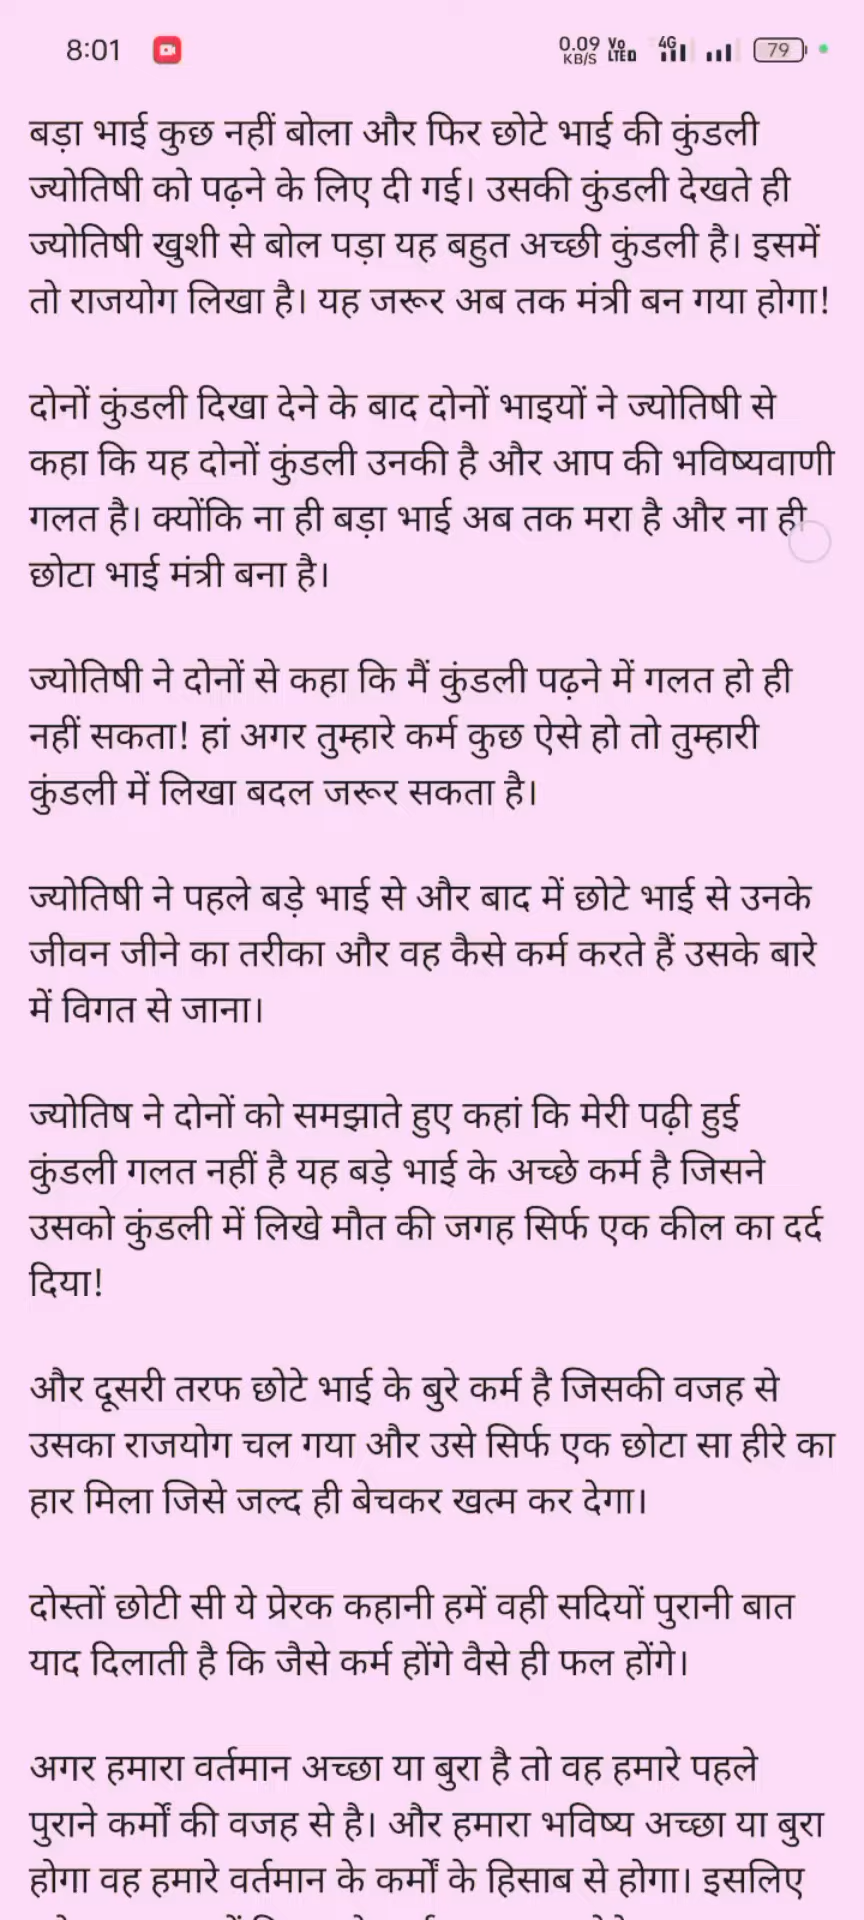 8:01
0.09 KB/S
Vo LTE
4G
79
बड़ा भाई कुछ नहीं बोला और फिर छोटे भाई की कुंडली
ज्योतिषी को पढ़ने के लिए दी गई। उसकी कुंडली देखते ही
ज्योतिषी खुशी से बोल पड़ा यह बहुत अच्छी कुंडली है। इसमें
तो राजयोग लिखा है। यह जरूर अब तक मंत्री बन गया होगा!
दोनों कुंडली दिखा देने के बाद दोनों भाइयों ने ज्योतिषी से
कहा कि यह दोनों कुंडली उनकी है और आप की भविष्यवाणी
गलत है। क्योंकि ना ही बड़ा भाई अब तक मरा है और ना ही
छोटा भाई मंत्री बना है।
ज्योतिषी ने दोनों से कहा कि मैं कुंडली पढ़ने में गलत हो ही
नहीं सकता! हां अगर तुम्हारे कर्म कुछ ऐसे हो तो तुम्हारी
कुंडली में लिखा बदल जरूर सकता है।
ज्योतिषी ने पहले बड़े भाई से और बाद में छोटे भाई से उनके
जीवन जीने का तरीका और वह कैसे कर्म करते हैं उसके बारे
में विगत से जाना।
ज्योतिष ने दोनों को समझाते हुए कहां कि मेरी पढ़ी हुई
कुंडली गलत नहीं है यह बड़े भाई के अच्छे कर्म है जिसने
उसको कुंडली में लिखे मौत की जगह सिर्फ एक कील का दर्द
दिया!
और दूसरी तरफ छोटे भाई के बुरे कर्म है जिसकी वजह से
उसका राजयोग चल गया और उसे सिर्फ एक छोटा सा हीरे का
हार मिला जिसे जल्द ही बेचकर खत्म कर देगा।
दोस्तों छोटी सी ये प्रेरक कहानी हमें वही सदियों पुरानी बात
याद दिलाती है कि जैसे कर्म होंगे वैसे ही फल होंगे।
अगर हमारा वर्तमान अच्छा या बुरा है तो वह हमारे पहले
पुराने कर्मों की वजह से है। और हमारा भविष्य अच्छा या बुरा
होगा वह हमारे वर्तमान के कर्मों के हिसाब से होगा। इसलिए